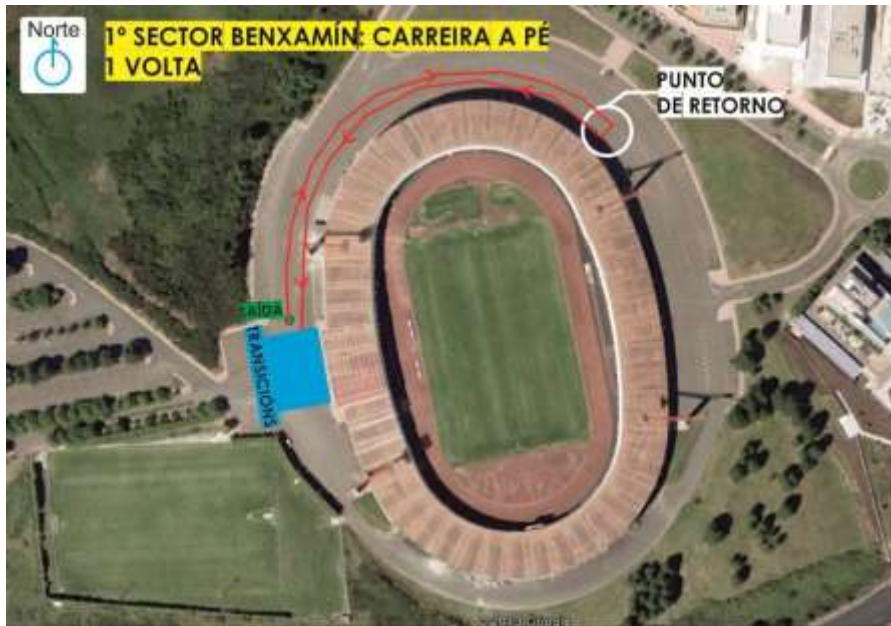 Norte
1º SECTOR BENXAMÍN: CARREIRA A PÉ
1 VOLTA
PUNTO
DE RETORNO
SAÍDA
TRANSICIÓNS